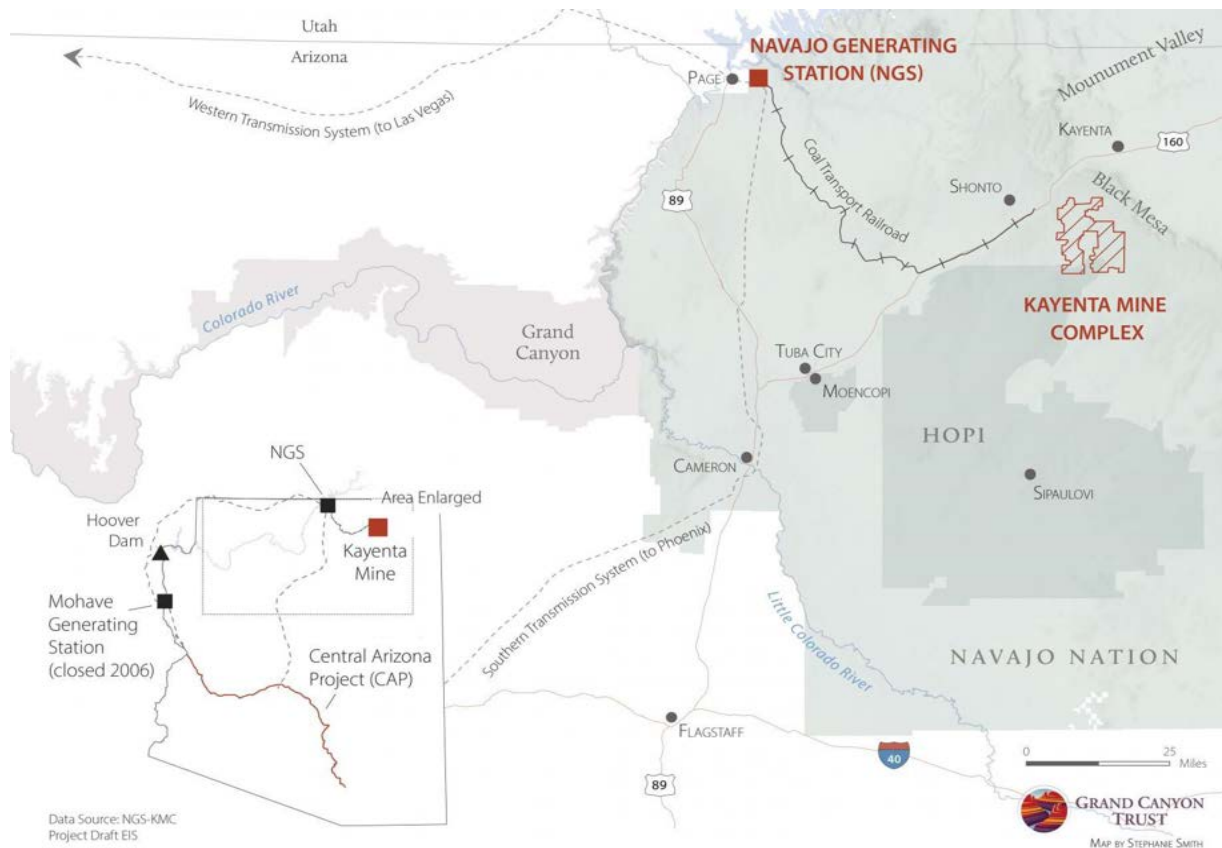 Utah
Arizona
Western Transmission System (to Las Vegas)
PAGE
NAVAJO GENERATING
STATION (NGS)
Mounument Valley
KAYENTA
160
89
Coal Transport Railroad
SHONTO
Black Mesa
KAYENTA MINE
COMPLEX
Colorado River
Grand
Canyon
TUBA CITY
MOENCOPI
HOPI
CAMERON
SIPAULOVI
NGS
Area Enlarged
Hoover
Dam
Kayenta
Mine
Mohave
Generating
Station
(closed 2006)
Central Arizona
Project (CAP)
Southern Transmission System (to Phoenix)
Little Colorado River
NAVAJO NATION
FLAGSTAFF
40
89
0 25
Miles
Data Source: NGS-KMC
Project Draft EIS
GRAND CANYON
TRUST
MAP BY STEPHANIE SMITH